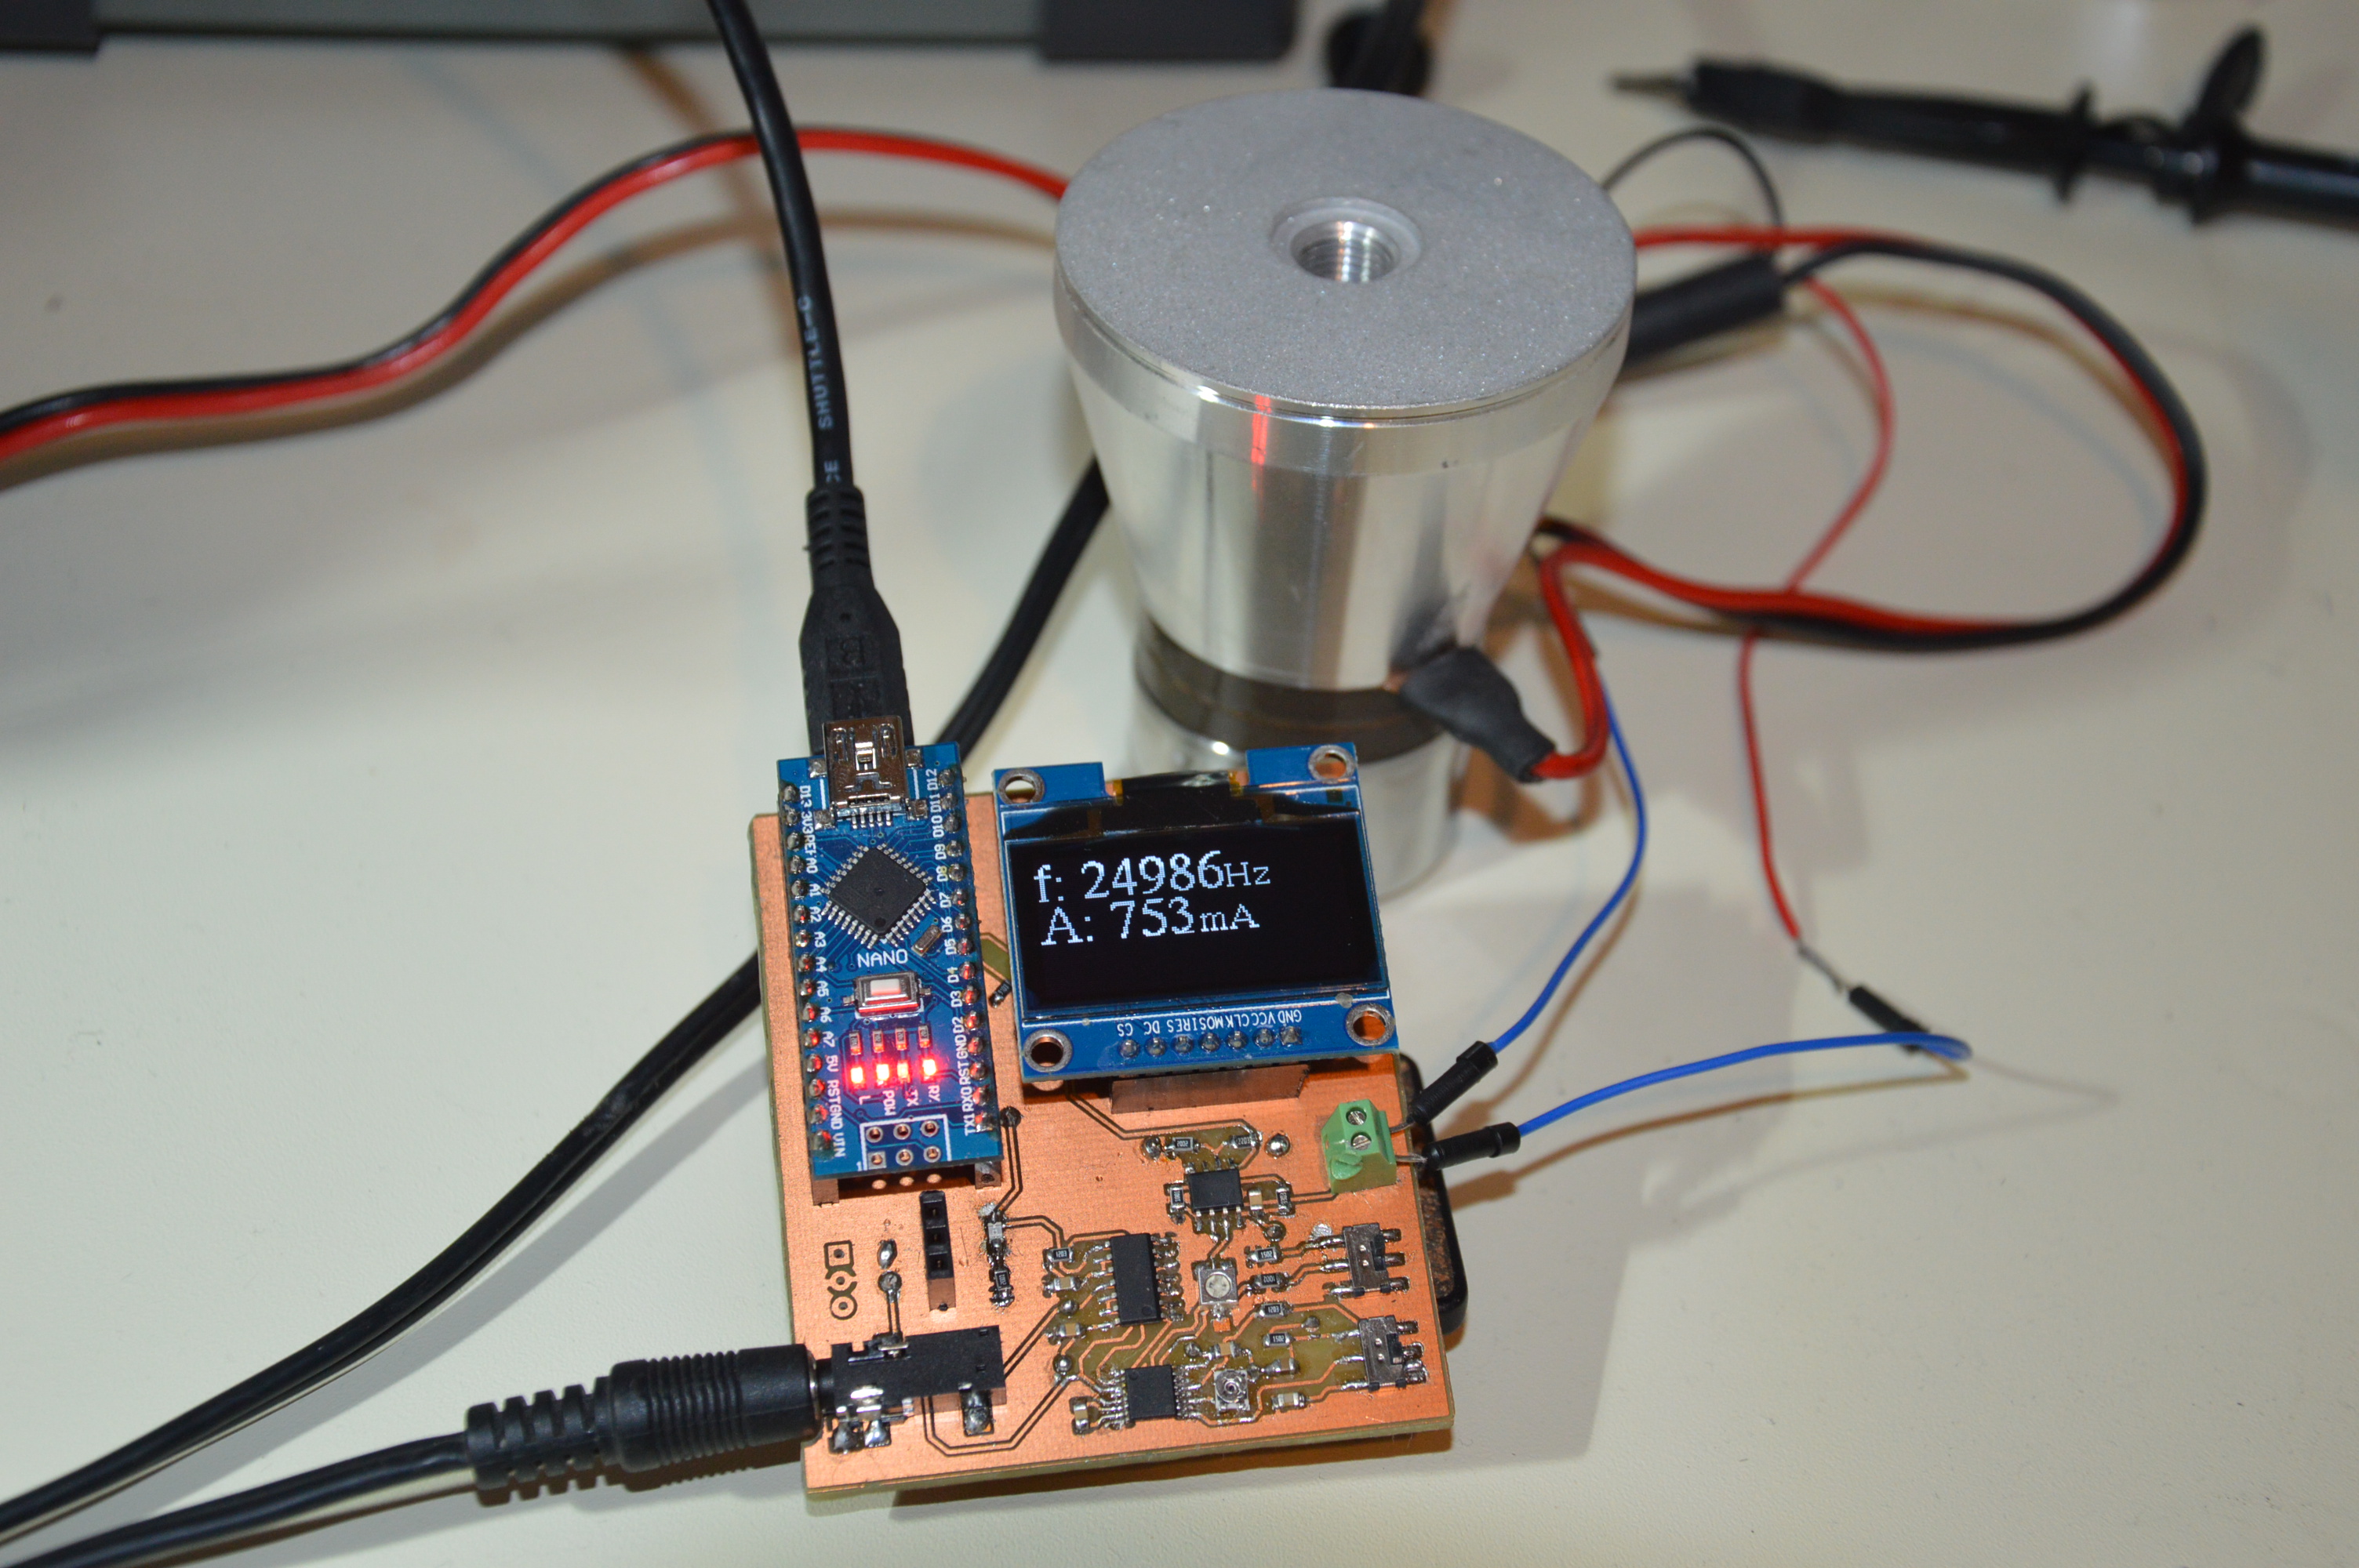 SHUTTLE-C
CE
D13 3V3 REF A0 A1 A2 A3 A4 A5 A6 A7 5V RST GND VIN
D12 D11 D10 D9 D8 D7 D6 D5 D4 D3 D2 GND RST RX0 TX1
NANO
L POW TX RX
f: 24986Hz
A: 753mA
GND VCC CLK MOSI RES DC CS